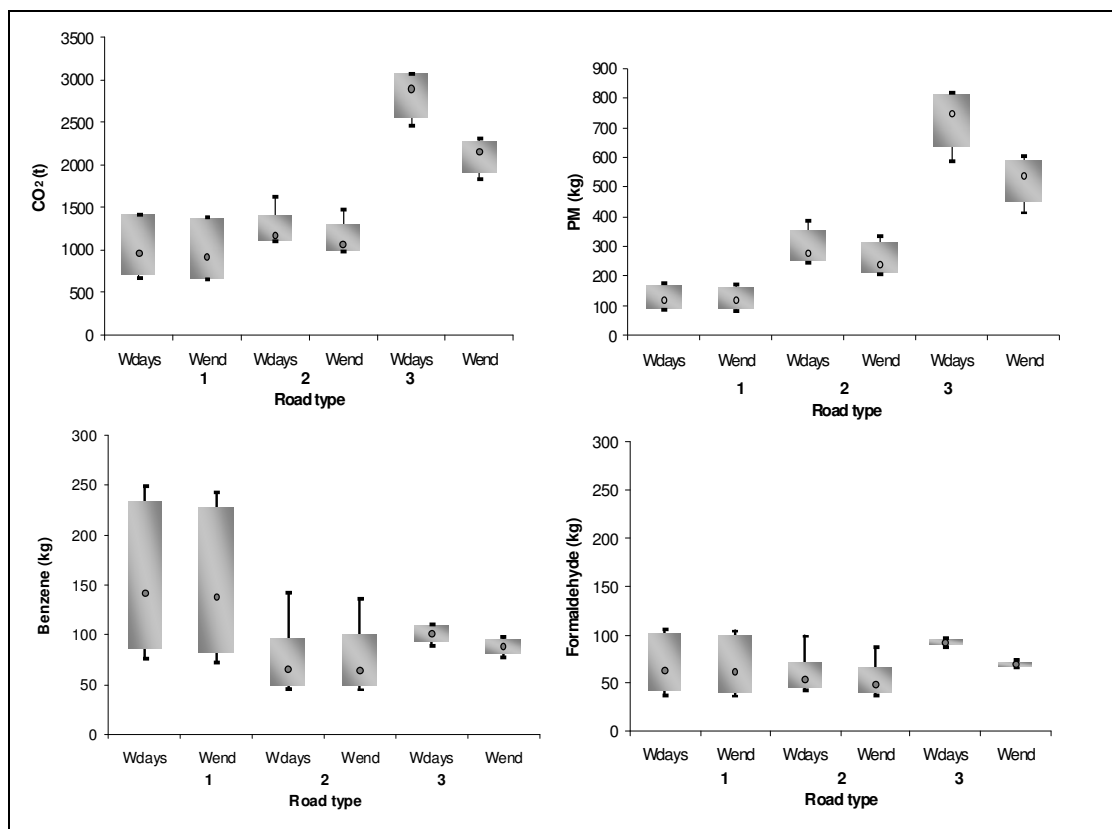 CO2 (t)
3500
3000
2500
2000
1500
1000
500
0
Wdays Wend Wdays Wend Wdays Wend
1 2 3
Road type
PM (kg)
900
800
700
600
500
400
300
200
100
0
Wdays Wend Wdays Wend Wdays Wend
1 2 3
Road type
Benzene (kg)
300
250
200
150
100
50
0
Wdays Wend Wdays Wend Wdays Wend
1 2 3
Road type
Formaldehyde (kg)
300
250
200
150
100
50
0
Wdays Wend Wdays Wend Wdays Wend
1 2 3
Road type